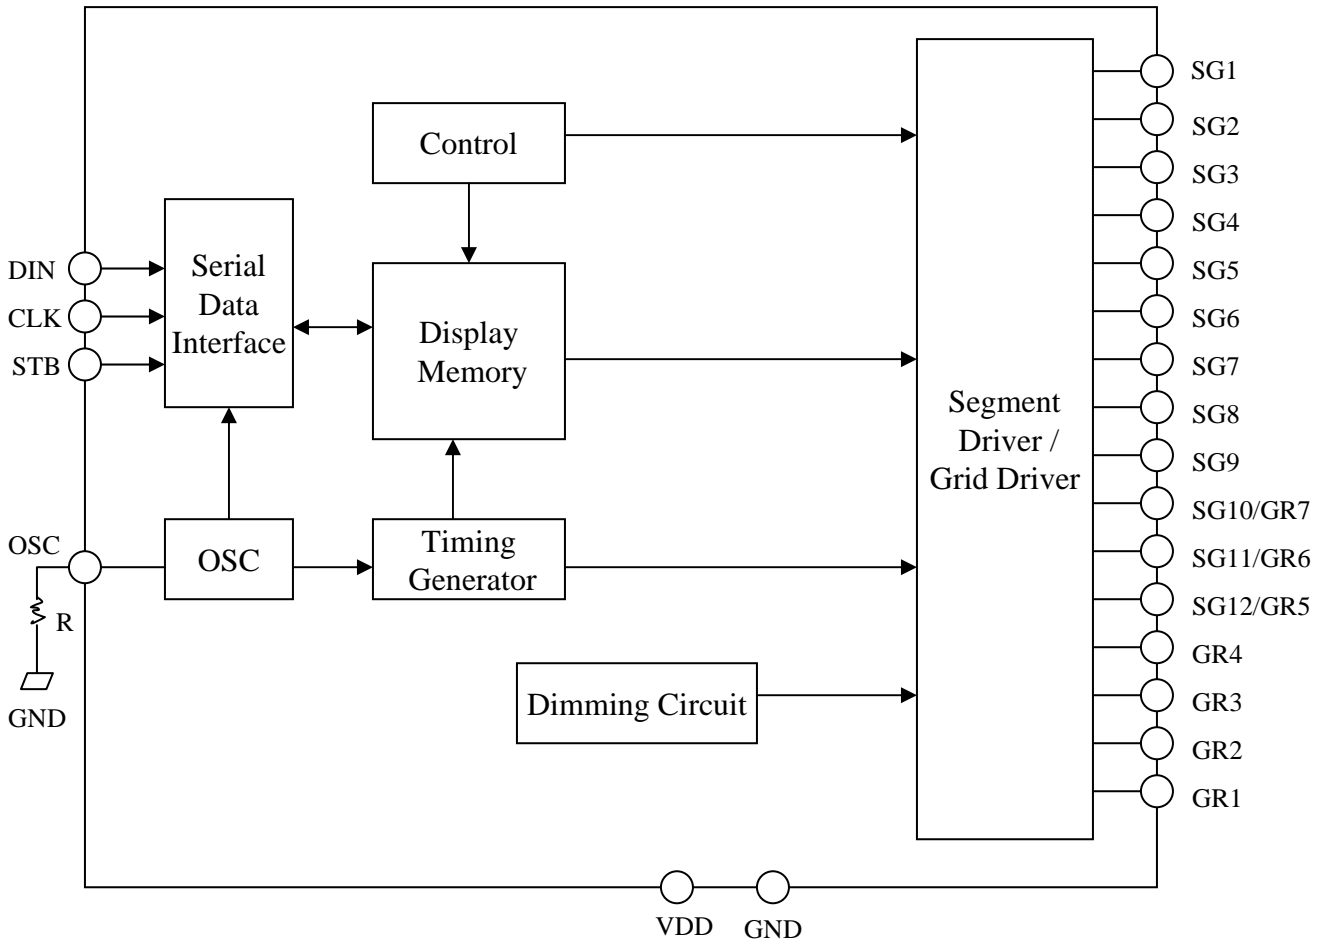 Control
Serial
Data
Interface
Display
Memory
Segment
Driver /
Grid Driver
OSC
Timing
Generator
Dimming Circuit
DIN
CLK
STB
OSC
R
GND
SG1
SG2
SG3
SG4
SG5
SG6
SG7
SG8
SG9
SG10/GR7
SG11/GR6
SG12/GR5
GR4
GR3
GR2
GR1
VDD
GND